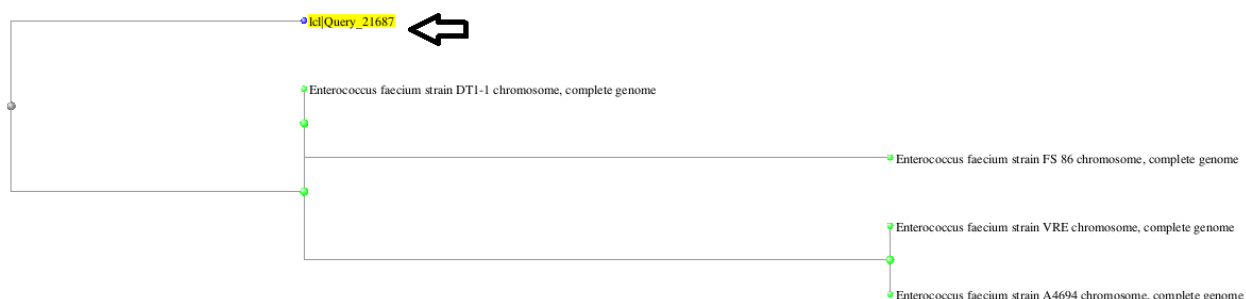 lcl|Query_21687
Enterococcus faecium strain DT1-1 chromosome, complete genome
Enterococcus faecium strain FS 86 chromosome, complete genome
Enterococcus faecium strain VRE chromosome, complete genome
Enterococcus faecium strain A4694 chromosome, complete genome